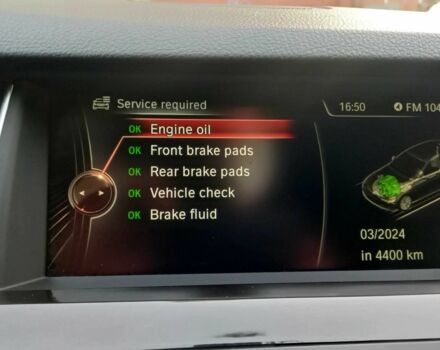 Service required
16:50
FM 104
OK Engine oil
OK Front brake pads
OK Rear brake pads
OK Vehicle check
OK Brake fluid
03/2024
in 4400 km